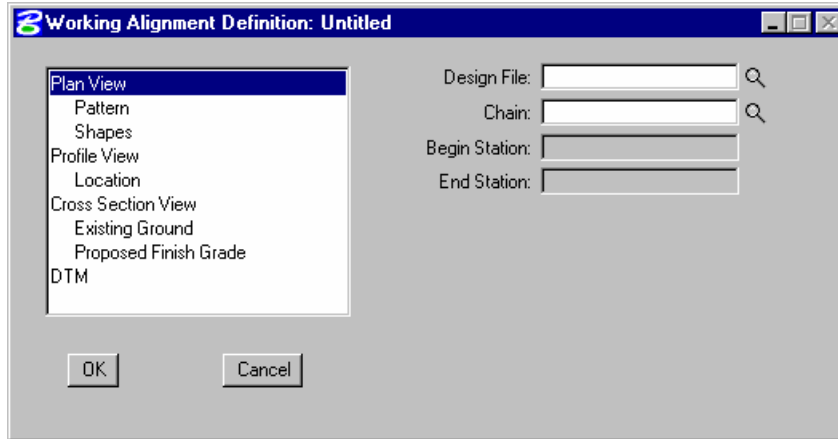 Working Alignment Definition: Untitled
Plan View
Pattern
Shapes
Profile View
Location
Cross Section View
Existing Ground
Proposed Finish Grade
DTM
Design File:
Chain:
Begin Station:
End Station:
OK
Cancel